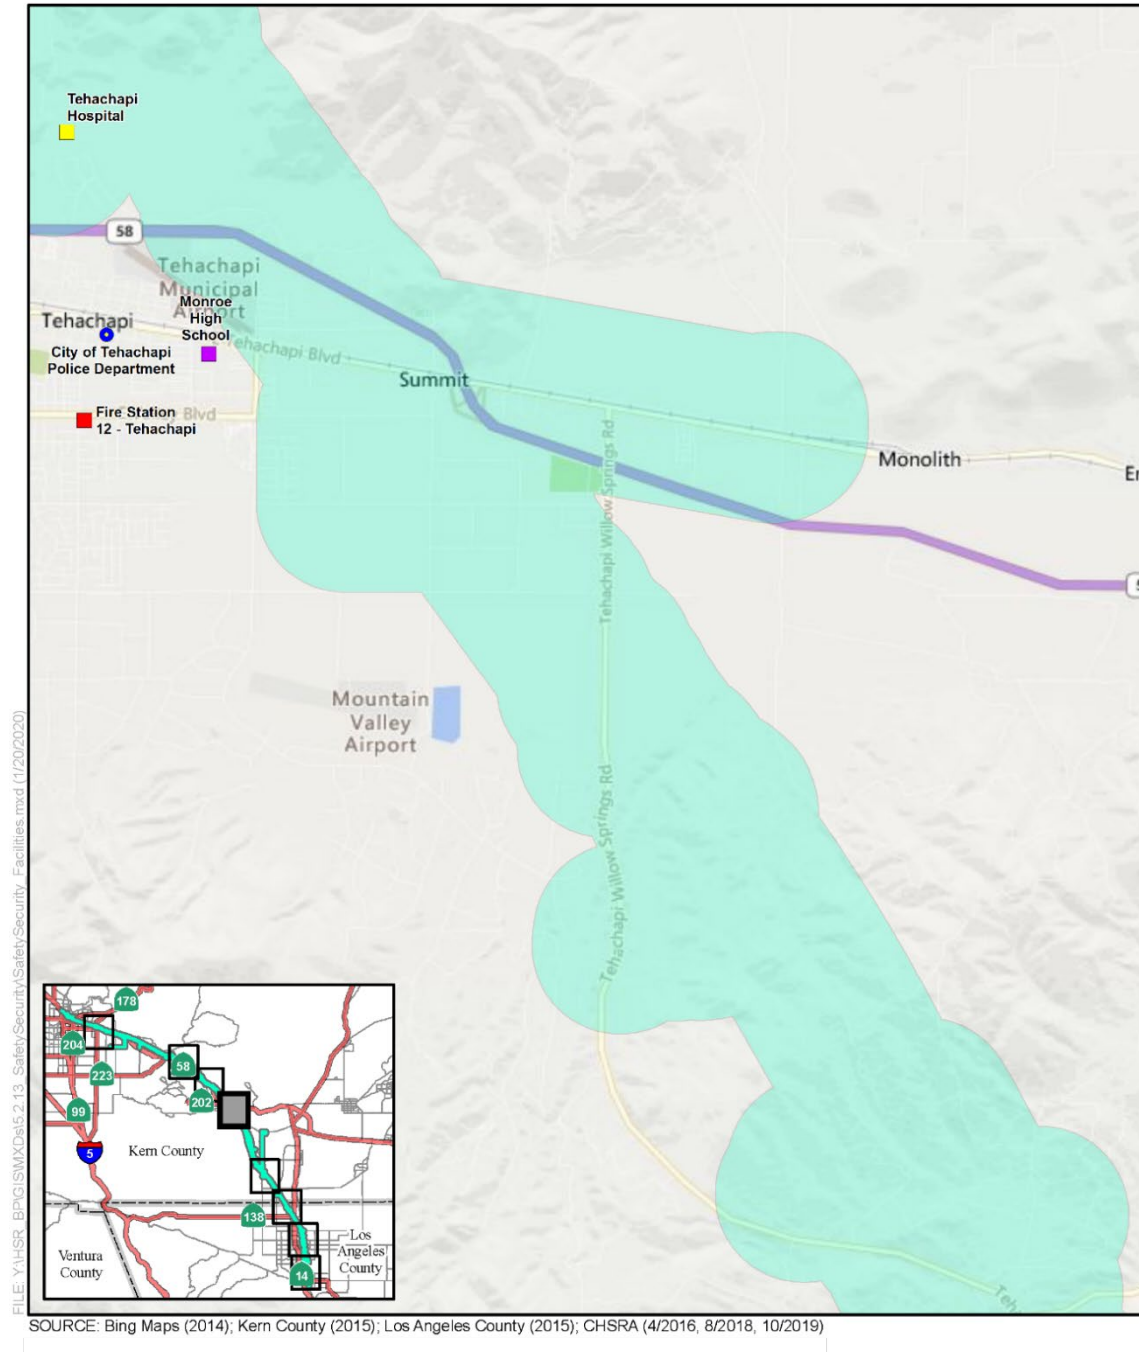 Tehachapi
Hospital
58
Tehachapi
Municipal
Airport
Monroe
High
School
Tehachapi
City of Tehachapi
Police Department
Tehachapi Blvd
Summit
Fire Station
12 - Tehachapi
Blvd
Monolith
Tehachapi Willow Springs Rd
Mountain
Valley
Airport
Tehachapi Willow Springs Rd
178
204
58
223
202
99
5
Kern County
138
Los
Angeles
County
Ventura
County
14
FILE: Y:\HSR_BP\GIS\MXDs\5.2.13_SafetySecurity\SafetySecurity_Facilities.mxd (1/20/2020)
SOURCE: Bing Maps (2014); Kern County (2015); Los Angeles County (2015); CHSRA (4/2016, 8/2018, 10/2019)